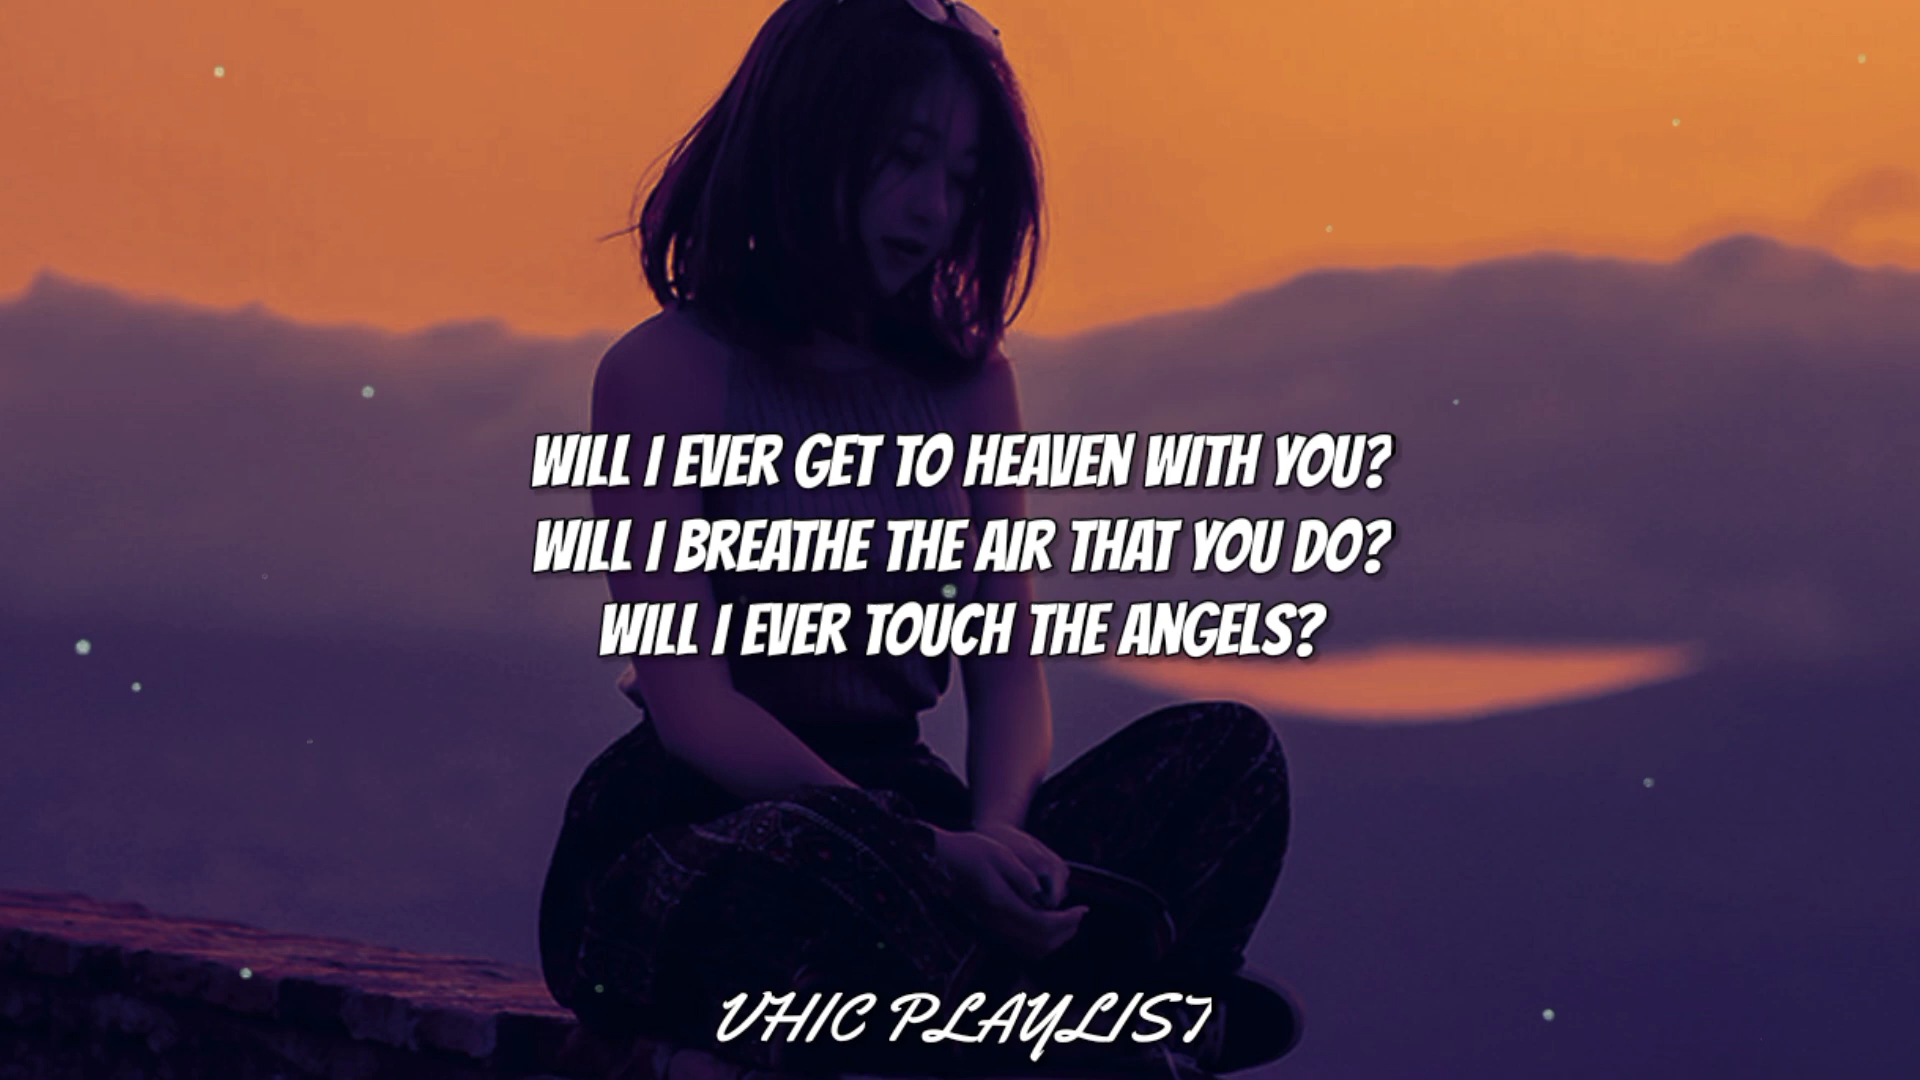 WILL I EVER GET TO HEAVEN WITH YOU?
WILL I BREATHE THE AIR THAT YOU DO?
WILL I EVER TOUCH THE ANGELS?
VHIC PLAYLIST